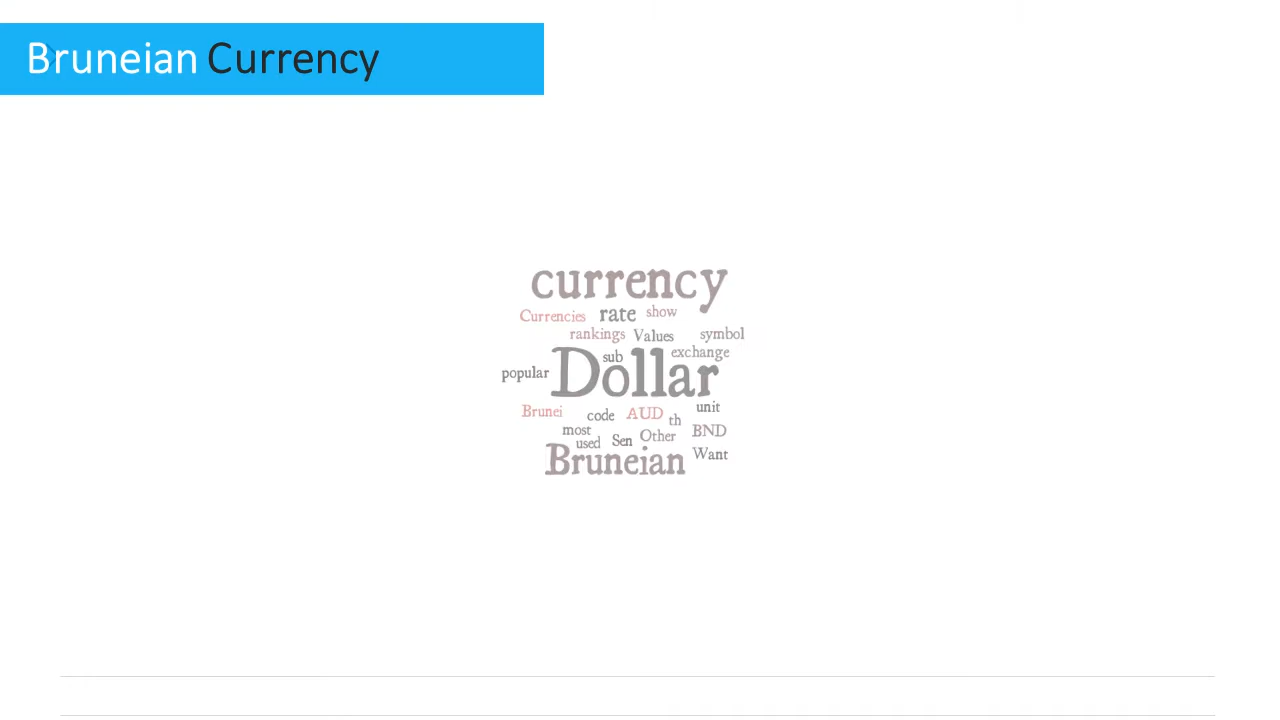 Bruneian Currency
currency
Currencies rate show
rankings Values symbol
sub exchange
popular Dollar
Brunei code AUD th unit
most used Sen Other BND
Bruneian Want